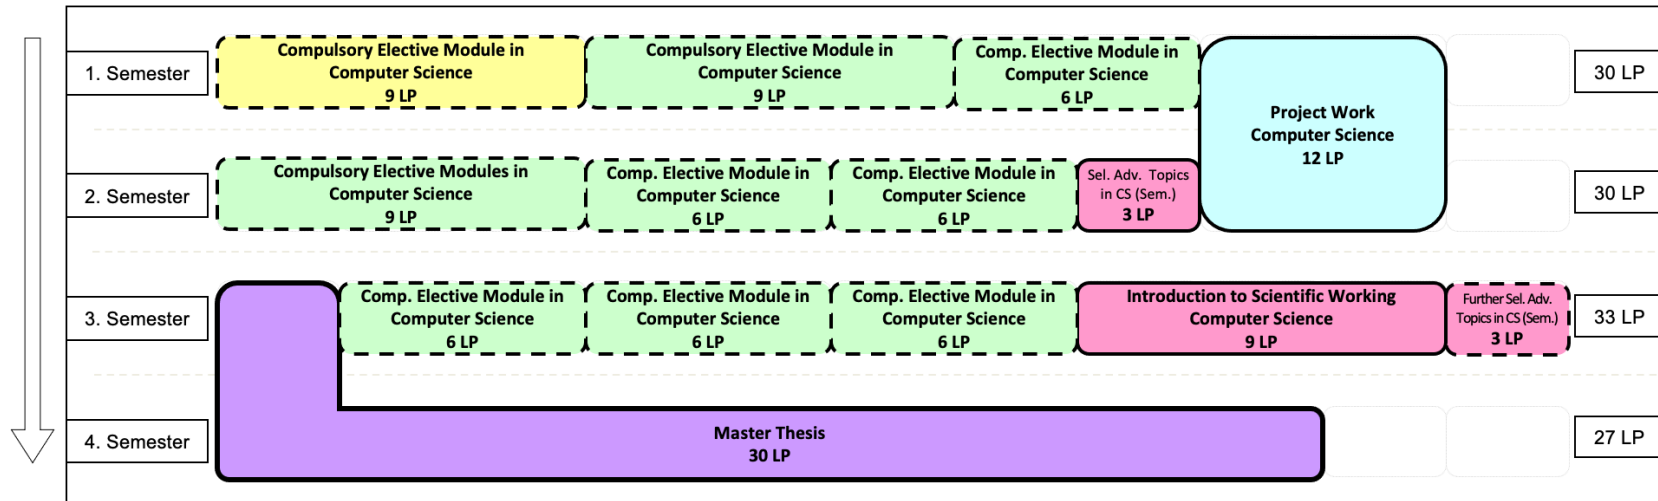 1. Semester
Compulsory Elective Module in
Computer Science
9 LP
Compulsory Elective Module in
Computer Science
9 LP
Comp. Elective Module in
Computer Science
6 LP
Project Work
Computer Science
12 LP
30 LP
2. Semester
Compulsory Elective Modules in
Computer Science
9 LP
Comp. Elective Module in
Computer Science
6 LP
Comp. Elective Module in
Computer Science
6 LP
Sel. Adv. Topics
in CS (Sem.)
3 LP
30 LP
3. Semester
Comp. Elective Module in
Computer Science
6 LP
Comp. Elective Module in
Computer Science
6 LP
Comp. Elective Module in
Computer Science
6 LP
Introduction to Scientific Working
Computer Science
9 LP
Further Sel. Adv.
Topics in CS (Sem.)
3 LP
33 LP
4. Semester
Master Thesis
30 LP
27 LP